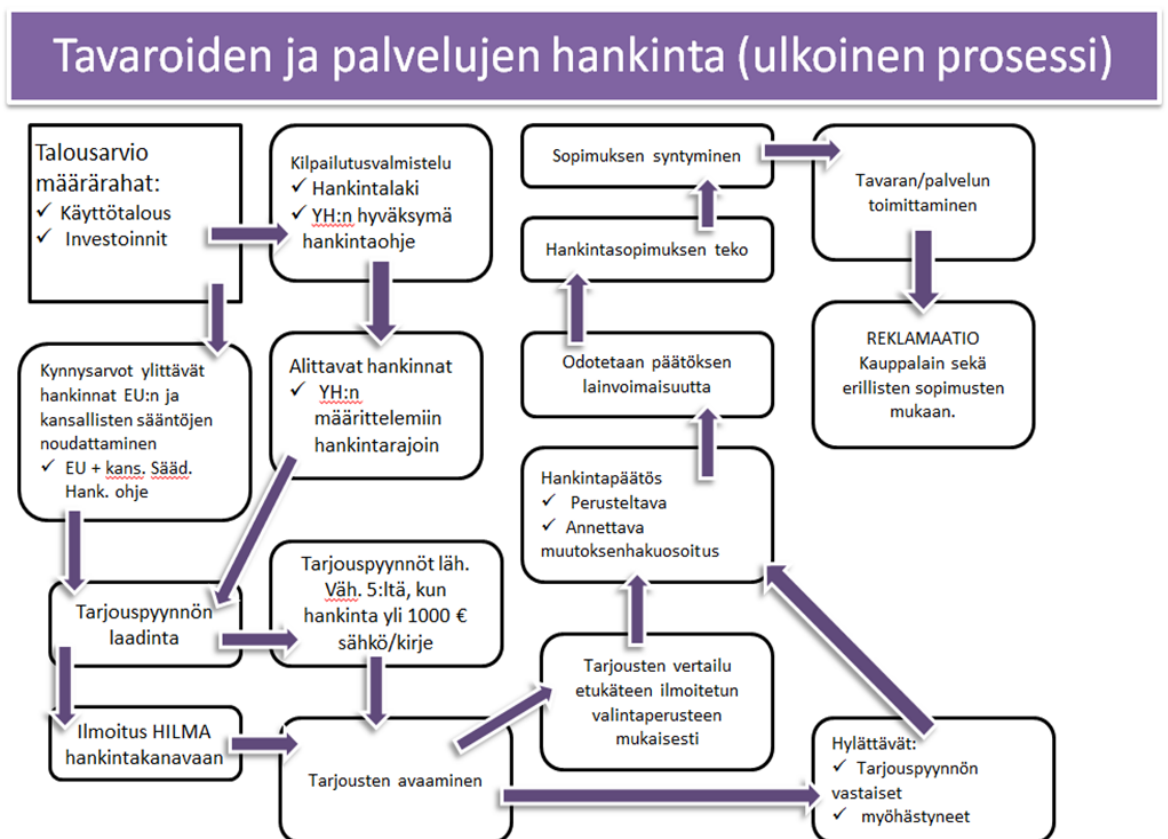 Tavaroiden ja palvelujen hankinta (ulkoinen prosessi)
Talousarvio
määrärahat:
✓ Käyttötalous
✓ Investoinnit
Kilpailutusvalmistelu
✓ Hankintalaki
✓ YH:n hyväksymä
hankintaohje
Kynnysarvot ylittävät
hankinnat EU:n ja
kansallisten sääntöjen
noudattaminen
✓ EU + kans. Sääd.
Hank. ohje
Alittavat hankinnat
✓ YH:n
määrittelemiin
hankintarajoin
Tarjouspyynnön
laadinta
Tarjouspyynnöt läh.
Väh. 5:ltä, kun
hankinta yli 1000 €
sähkö/kirje
Ilmoitus HILMA
hankintakanavaan
Tarjousten avaaminen
Tarjousten vertailu
etukäteen ilmoitetun
valintaperusteen
mukaisesti
Hylättävät:
✓ Tarjouspyynnön
vastaiset
✓ myöhästyneet
Hankintapäätös
✓ Perusteltava
✓ Annettava
muutoksenhakuosoitus
Odotetaan päätöksen
lainvoimaisuutta
Hankintasopimuksen teko
Sopimuksen syntyminen
Tavaran/palvelun
toimittaminen
REKLAMAATIO
Kauppalain sekä
erillisten sopimusten
mukaan.